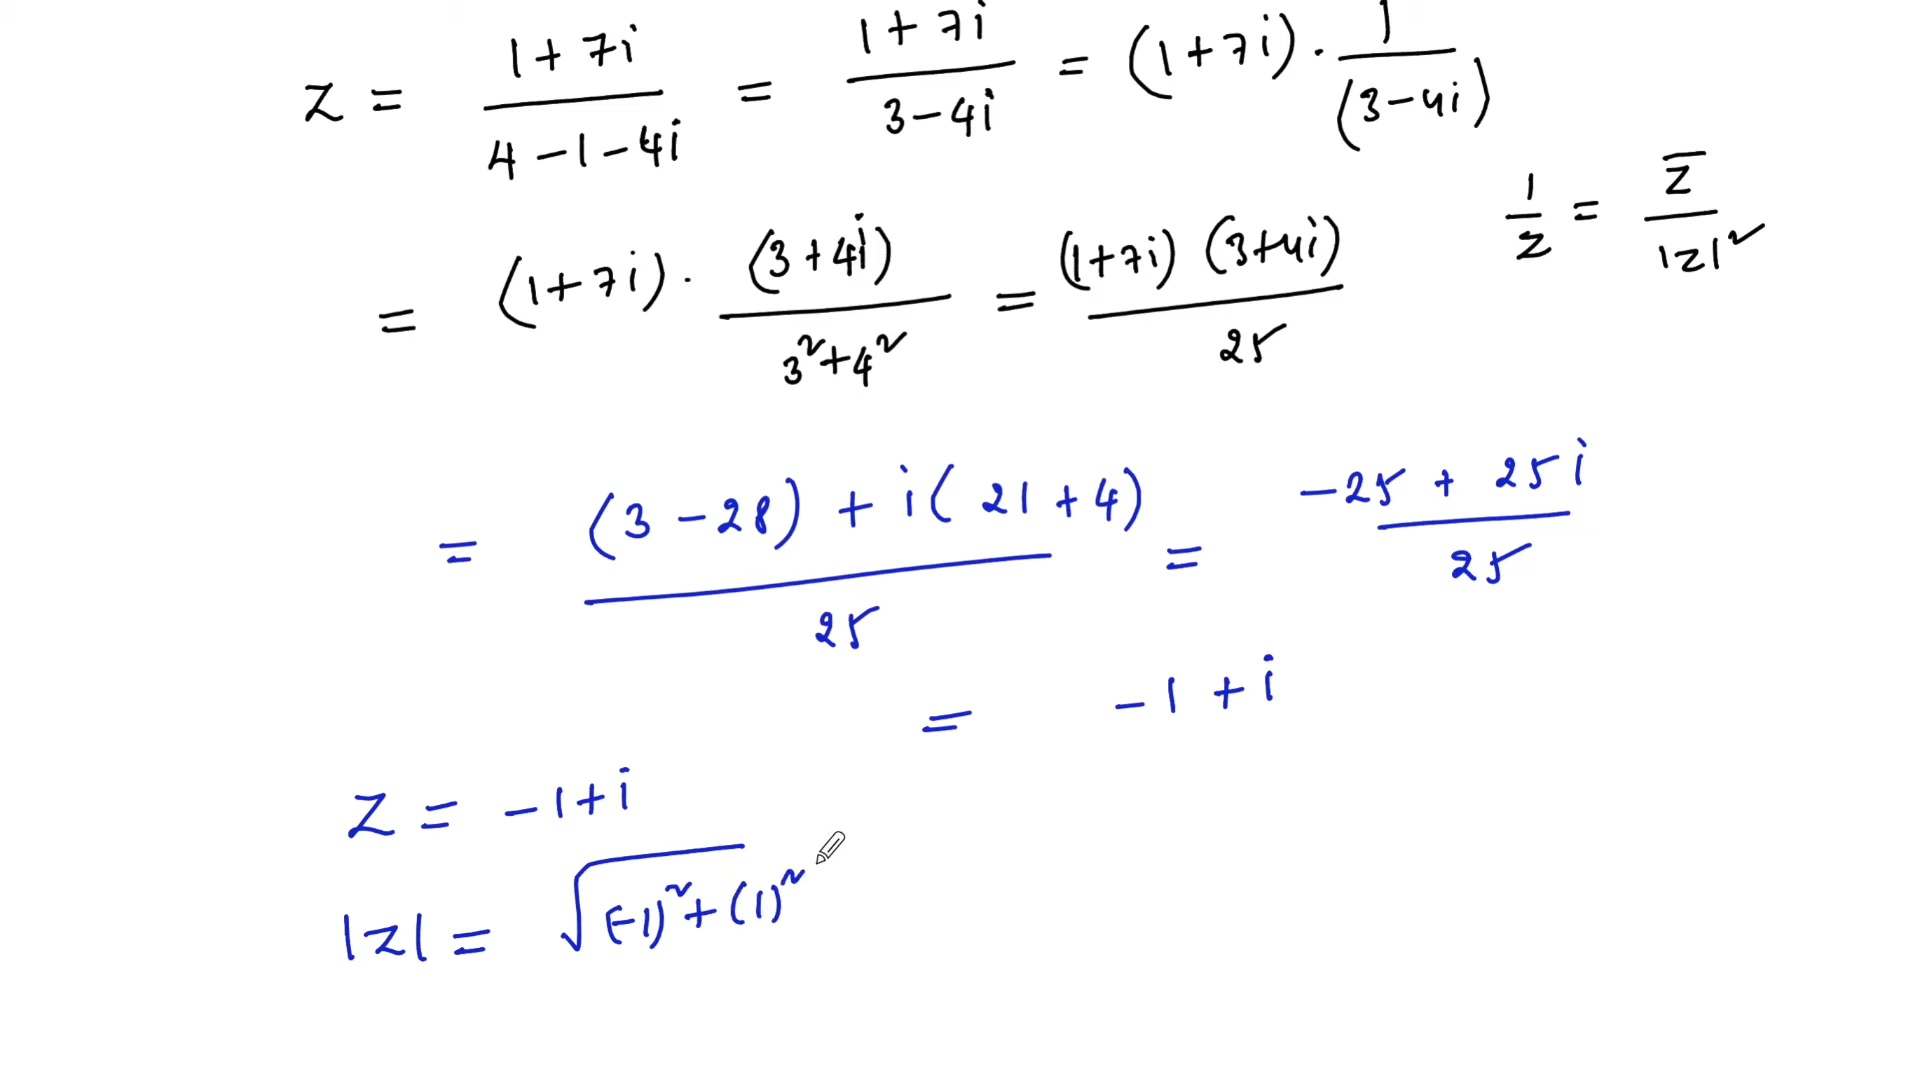 z = (1+7i)/(4-1-4i) = (1+7i)/(3-4i) = (1+7i) · 1/(3-4i)
1/z = z̅/|z|²
= (1+7i) · (3+4i)/(3²+4²) = (1+7i)(3+4i)/25
= ((3-28) + i(21+4))/25 = (-25+25i)/25
= -1+i
z = -1+i
|z| = √((-1)²+(1)²)